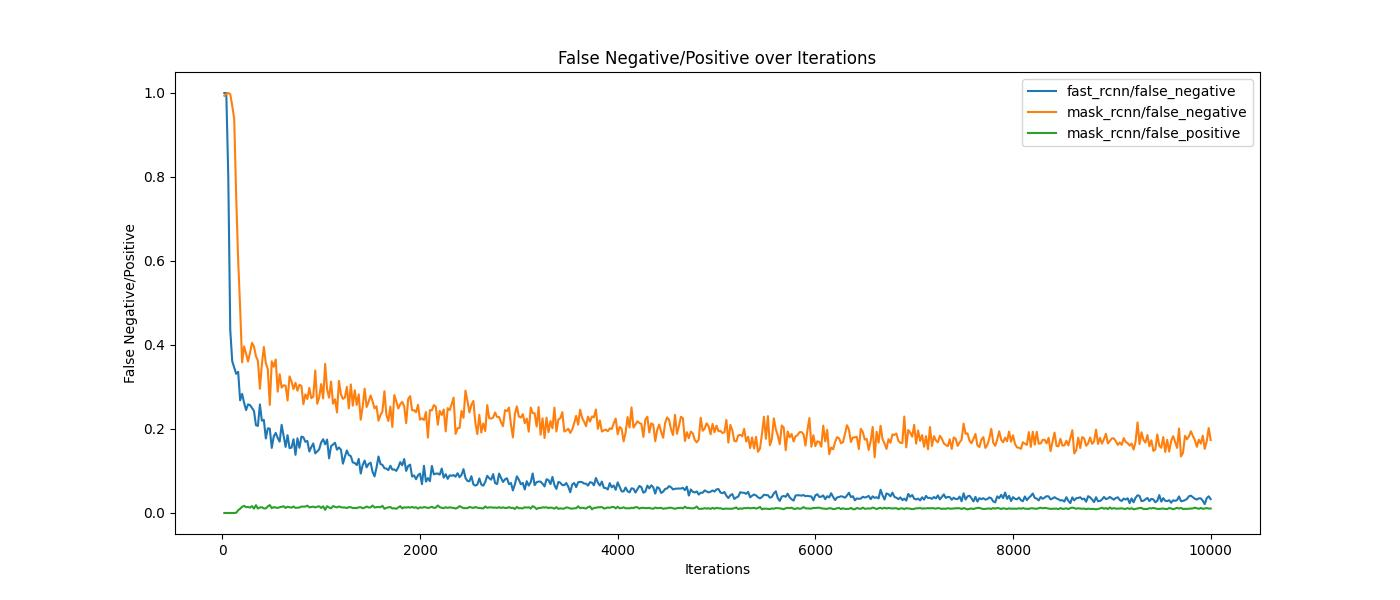 False Negative/Positive over Iterations
fast_rcnn/false_negative
mask_rcnn/false_negative
mask_rcnn/false_positive
False Negative/Positive
1.0
0.8
0.6
0.4
0.2
0.0
0 2000 4000 6000 8000 10000
Iterations